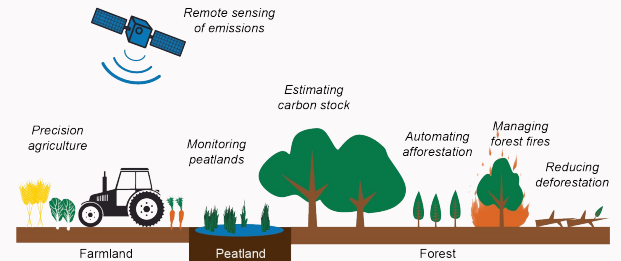 Remote sensing
of emissions
Estimating
carbon stock
Precision
agriculture
Monitoring
peatlands
Automating
afforestation
Managing
forest fires
Reducing
deforestation
Farmland
Peatland
Forest